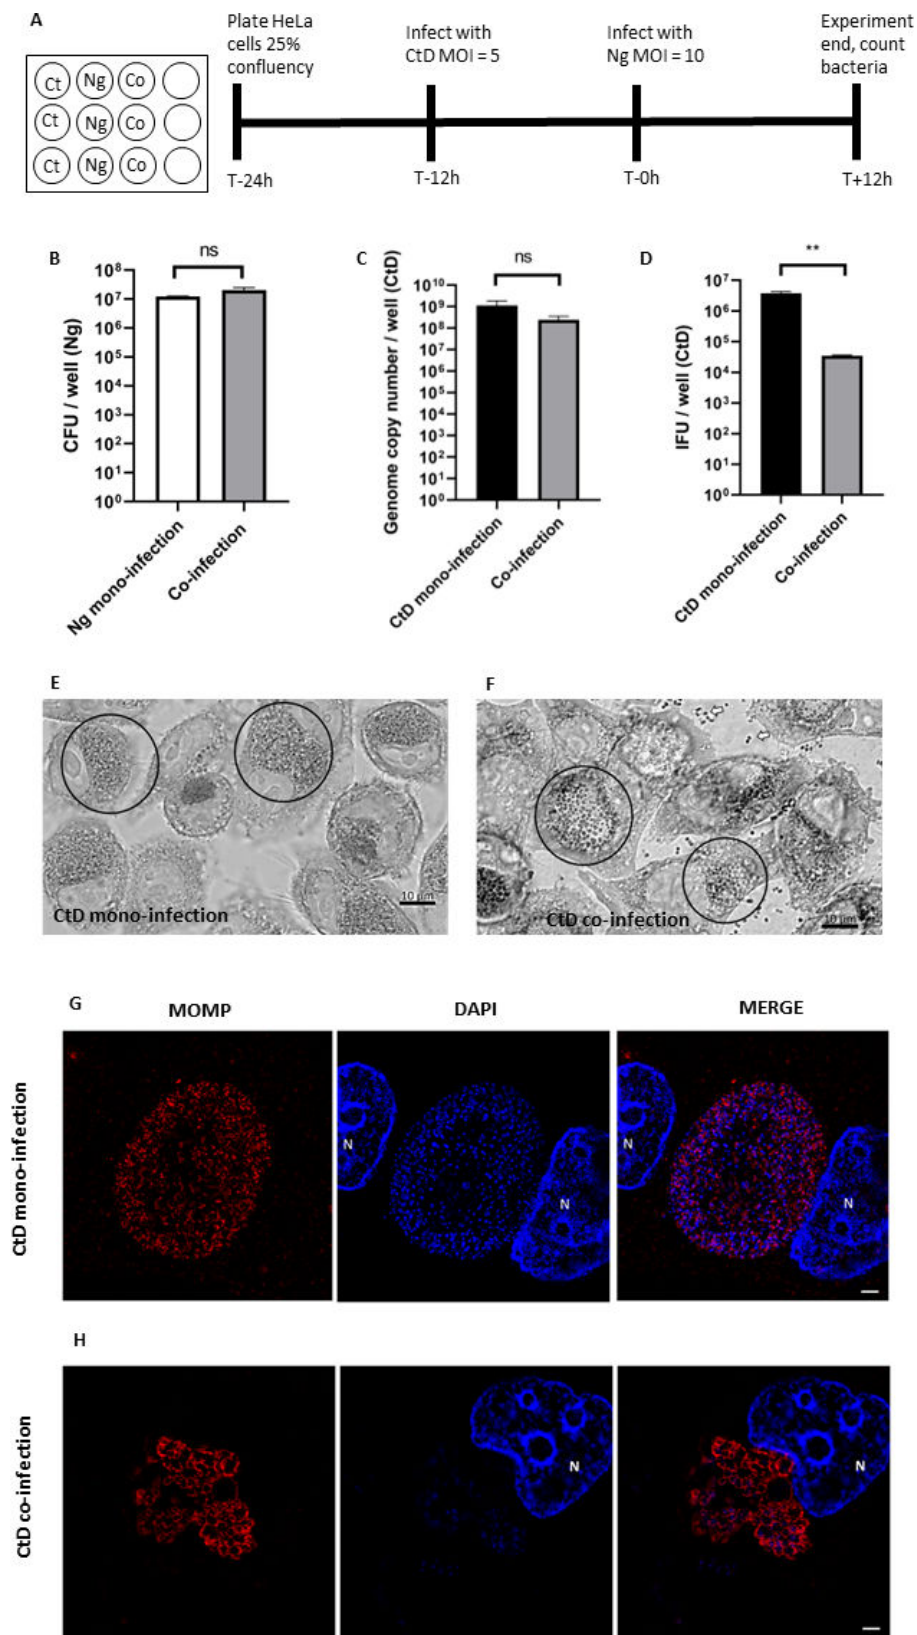 A
Plate HeLa
cells 25%
confluency
Infect with
CtD MOI = 5
Infect with
Ng MOI = 10
Experiment
end, count
bacteria
Ct Ng Co
Ct Ng Co
Ct Ng Co
T-24h
T-12h
T-0h
T+12h
B
ns
CFU / well (Ng)
10⁸
10⁷
10⁶
10⁵
10⁴
10³
10²
10¹
10⁰
Ng mono-infection
Co-infection
C
ns
Genome copy number / well (CtD)
10¹⁰
10⁹
10⁸
10⁷
10⁶
10⁵
10⁴
10³
10²
10¹
10⁰
CtD mono-infection
Co-infection
D
**
IFU / well (CtD)
10⁷
10⁶
10⁵
10⁴
10³
10²
10¹
10⁰
CtD mono-infection
Co-infection
E
CtD mono-infection
10 µm
F
CtD co-infection
10 µm
G
MOMP
DAPI
MERGE
CtD mono-infection
N
N
N
N
H
CtD co-infection
N
N